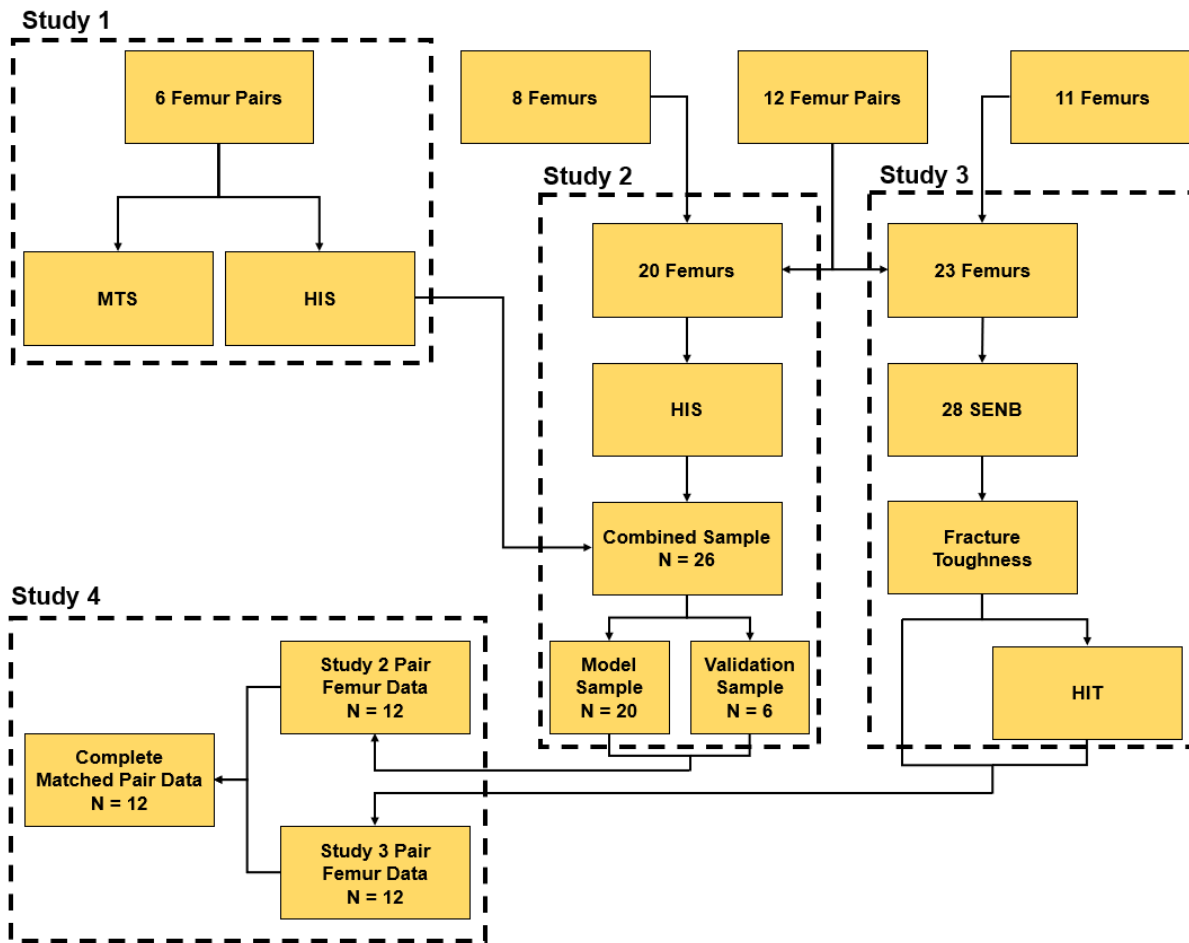 Study 1
6 Femur Pairs
8 Femurs
12 Femur Pairs
11 Femurs
MTS
HIS
Study 2
20 Femurs
HIS
Combined Sample
N = 26
Model
Sample
N = 20
Validation
Sample
N = 6
Study 3
23 Femurs
28 SENB
Fracture
Toughness
HIT
Study 4
Study 2 Pair
Femur Data
N = 12
Complete
Matched Pair Data
N = 12
Study 3 Pair
Femur Data
N = 12